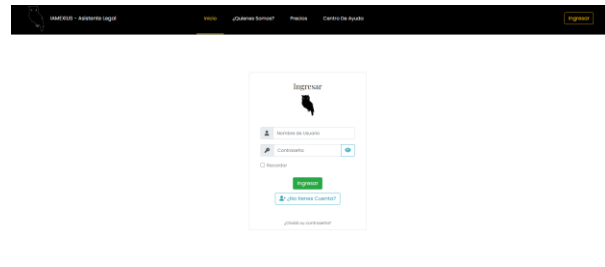 IAMEXIUS - Asistente Legal
Inicio
¿Quienes Somos?
Precios
Centro De Ayuda
Ingresar
Ingresar
Nombre de Usuario
Contraseña
Recordar
Ingresar
¿No tienes Cuenta?
¿Olvidó su contraseña?